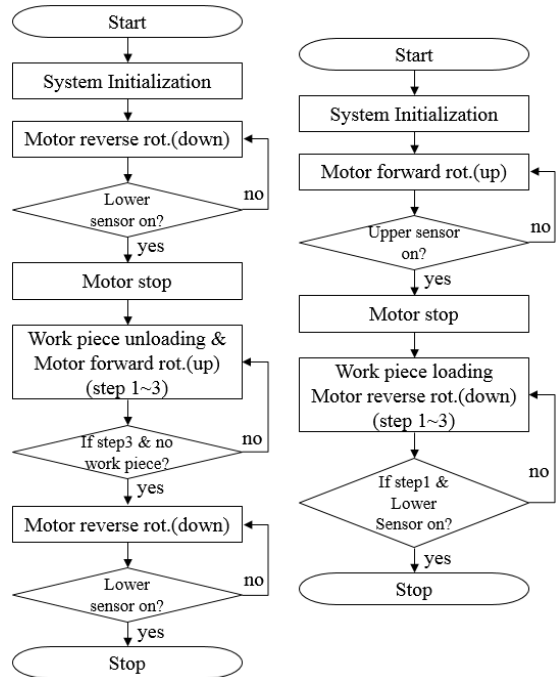 Start
System Initialization
Motor reverse rot.(down)
Lower
sensor on?
no
yes
Motor stop
Work piece unloading &
Motor forward rot.(up)
(step 1~3)
If step3 & no
work piece?
no
yes
Motor reverse rot.(down)
Lower
sensor on?
no
yes
Stop
Start
System Initialization
Motor forward rot.(up)
Upper sensor
on?
no
yes
Motor stop
Work piece loading
Motor reverse rot.(down)
(step 1~3)
If step1 &
Lower
Sensor on?
no
yes
Stop